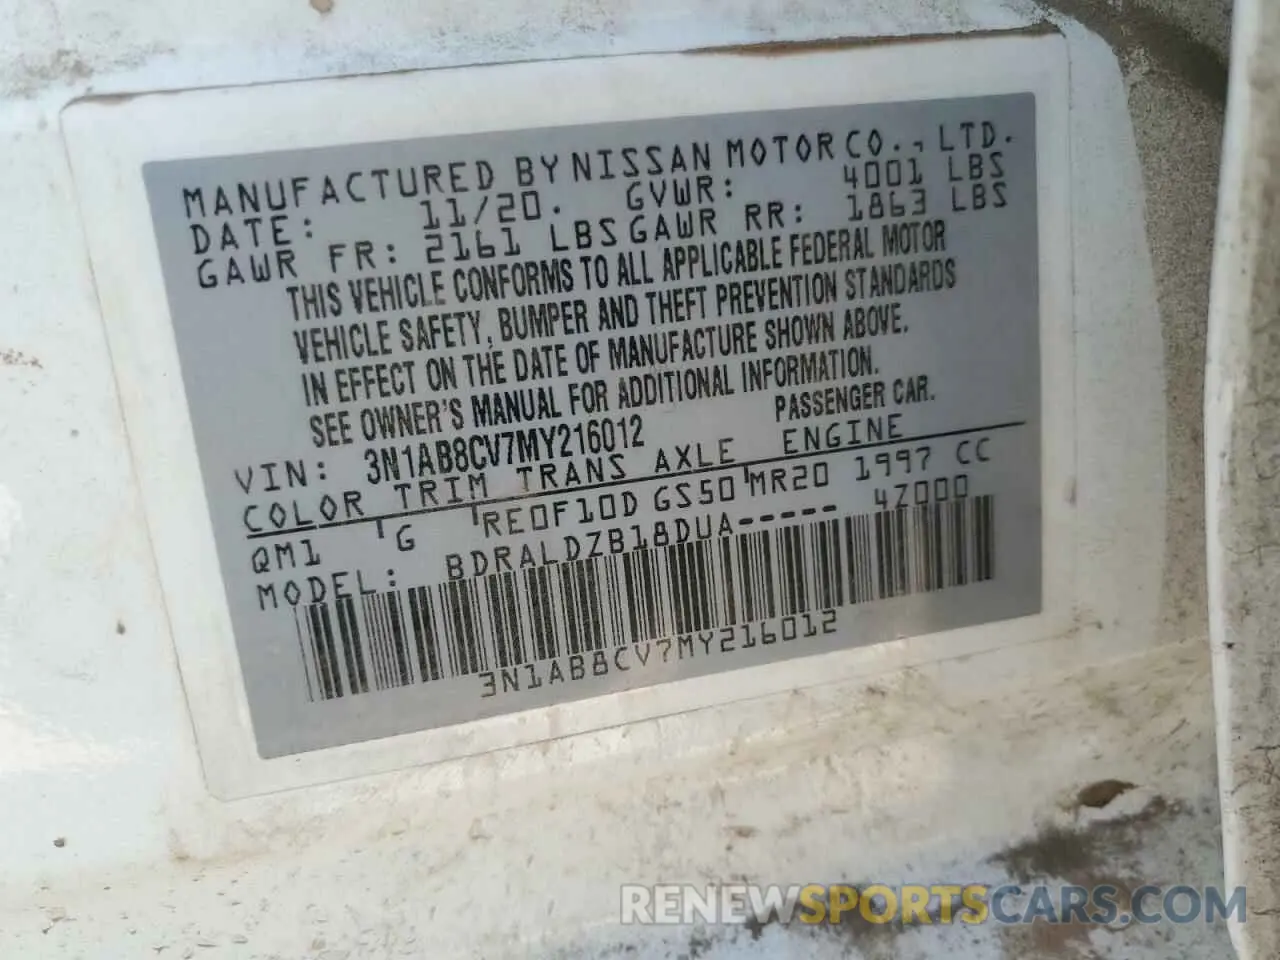 MANUFACTURED BY NISSAN MOTOR CO., LTD.
DATE: 11/20. GVWR: 4001 LBS
GAWR FR: 2161 LBS GAWR RR: 1863 LBS
THIS VEHICLE CONFORMS TO ALL APPLICABLE FEDERAL MOTOR
VEHICLE SAFETY, BUMPER AND THEFT PREVENTION STANDARDS
IN EFFECT ON THE DATE OF MANUFACTURE SHOWN ABOVE.
SEE OWNER'S MANUAL FOR ADDITIONAL INFORMATION.
VIN: 3N1AB8CV7MY216012 PASSENGER CAR.
COLOR TRIM TRANS AXLE ENGINE
QM1 G RE0F10D GS50 MR20 1997 CC
MODEL: BDRALDZB18DUA----- 4Z000
3N1AB8CV7MY216012
RENEWSPORTSCARS.COM